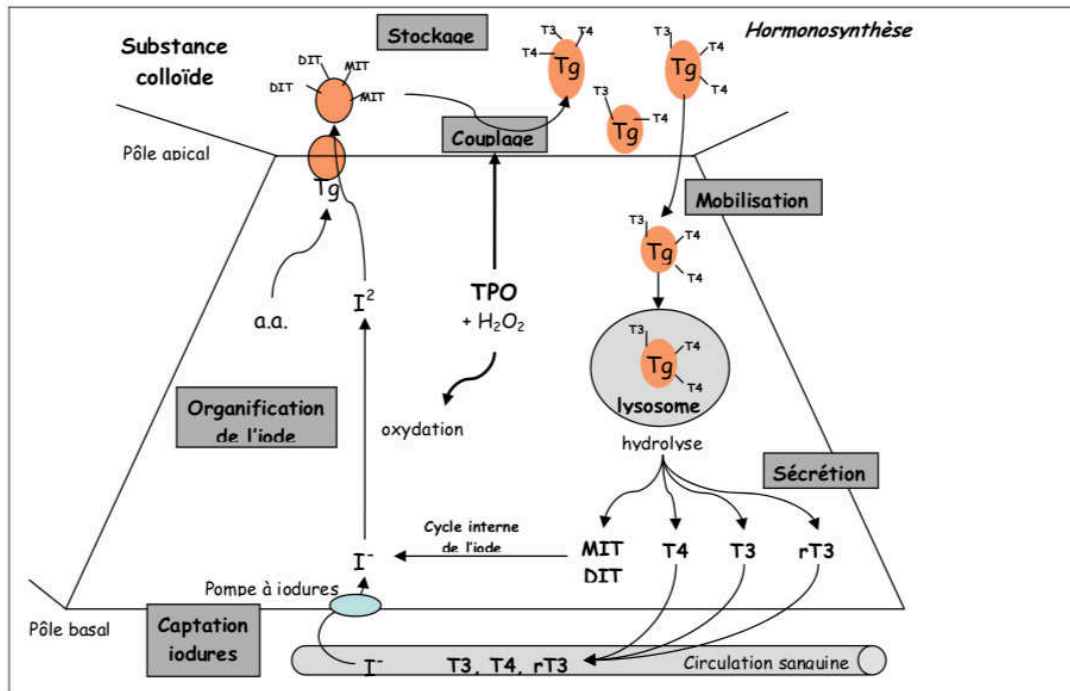 Hormonosynthèse
Substance
colloïde
Stockage
DIT
MIT
DIT
MIT
T3
T4
T4
Tg
T3
T4
Tg
T4
T3
T4
Tg
Couplage
Pôle apical
Tg
Mobilisation
T3
T4
Tg
T4
a.a.
I²
TPO
+ H₂O₂
T3
T4
Tg
T4
lysosome
Organification
de l'iode
oxydation
hydrolyse
Sécrétion
Cycle interne
de l'iode
I⁻
MIT
DIT
T4
T3
rT3
Pompe à iodures
Pôle basal
Captation
iodures
I⁻
T3, T4, rT3
Circulation sanguine